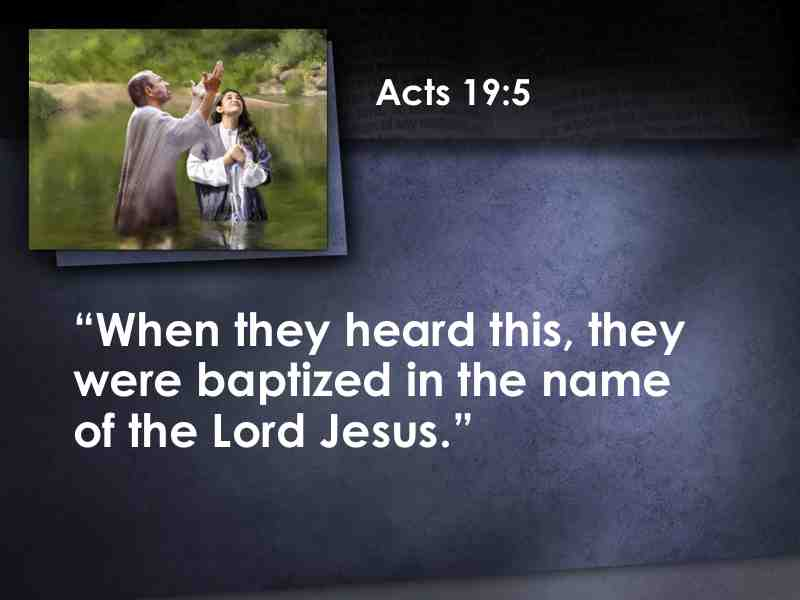 Acts 19:5
“When they heard this, they
were baptized in the name
of the Lord Jesus.”